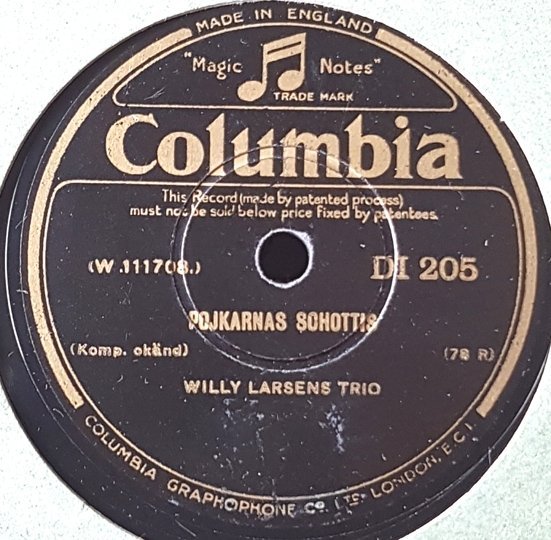 MADE IN ENGLAND
"Magic Notes"
TRADE MARK
Columbia
This Record (made by patented process)
must not be sold below price fixed by patentees.
(W.111708.) DI 205
POJKARNAS SCHOTTIS
(Komp. okänd) (78 R)
WILLY LARSENS TRIO
COLUMBIA GRAPHOPHONE CO. LTD. LONDON, E.C.1.